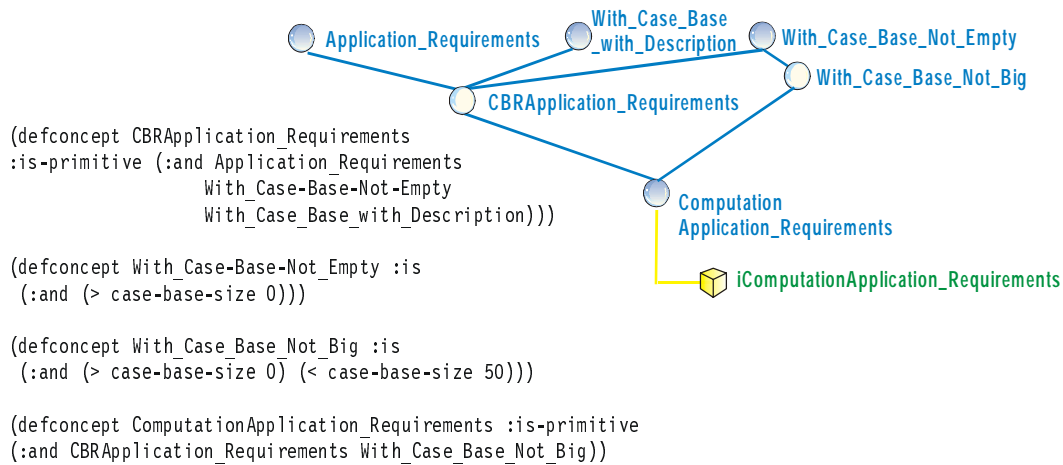 Application_Requirements
With_Case_Base
_with_Description
With_Case_Base_Not_Empty
With_Case_Base_Not_Big
CBRApplication_Requirements
(defconcept CBRApplication_Requirements
:is-primitive (:and Application_Requirements
With_Case-Base-Not-Empty
With_Case_Base_with_Description)))
Computation
Application_Requirements
(defconcept With_Case-Base-Not_Empty :is
(:and (> case-base-size 0)))
iComputationApplication_Requirements
(defconcept With_Case_Base_Not_Big :is
(:and (> case-base-size 0) (< case-base-size 50)))
(defconcept ComputationApplication_Requirements :is-primitive
(:and CBRApplication_Requirements With_Case_Base_Not_Big))